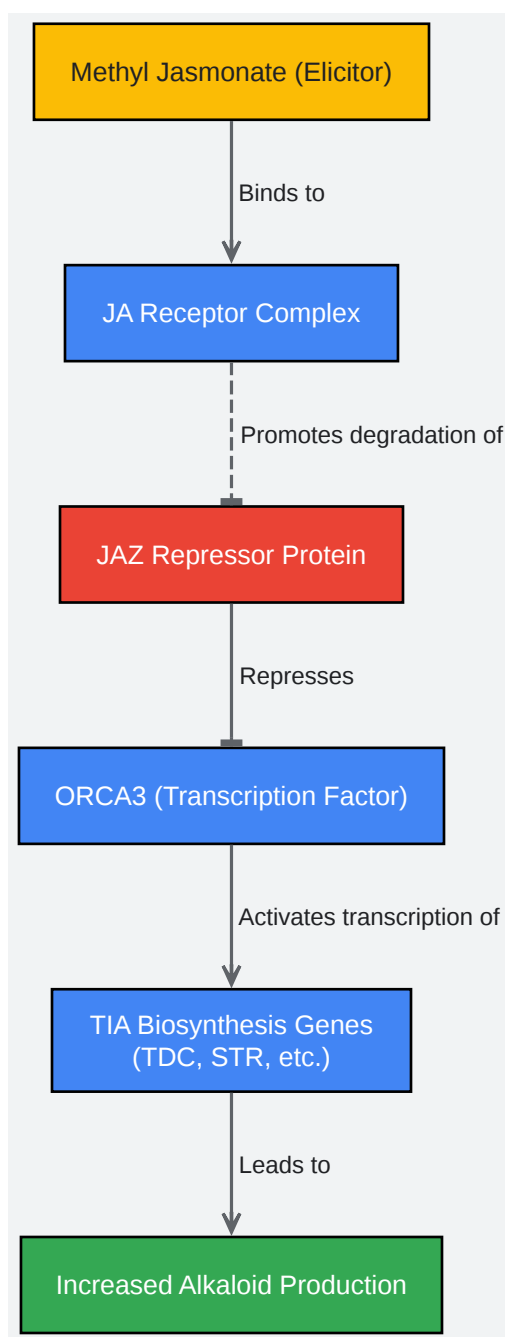 Methyl Jasmonate (Elicitor)
Binds to
JA Receptor Complex
Promotes degradation of
JAZ Repressor Protein
Represses
ORCA3 (Transcription Factor)
Activates transcription of
TIA Biosynthesis Genes
(TDC, STR, etc.)
Leads to
Increased Alkaloid Production